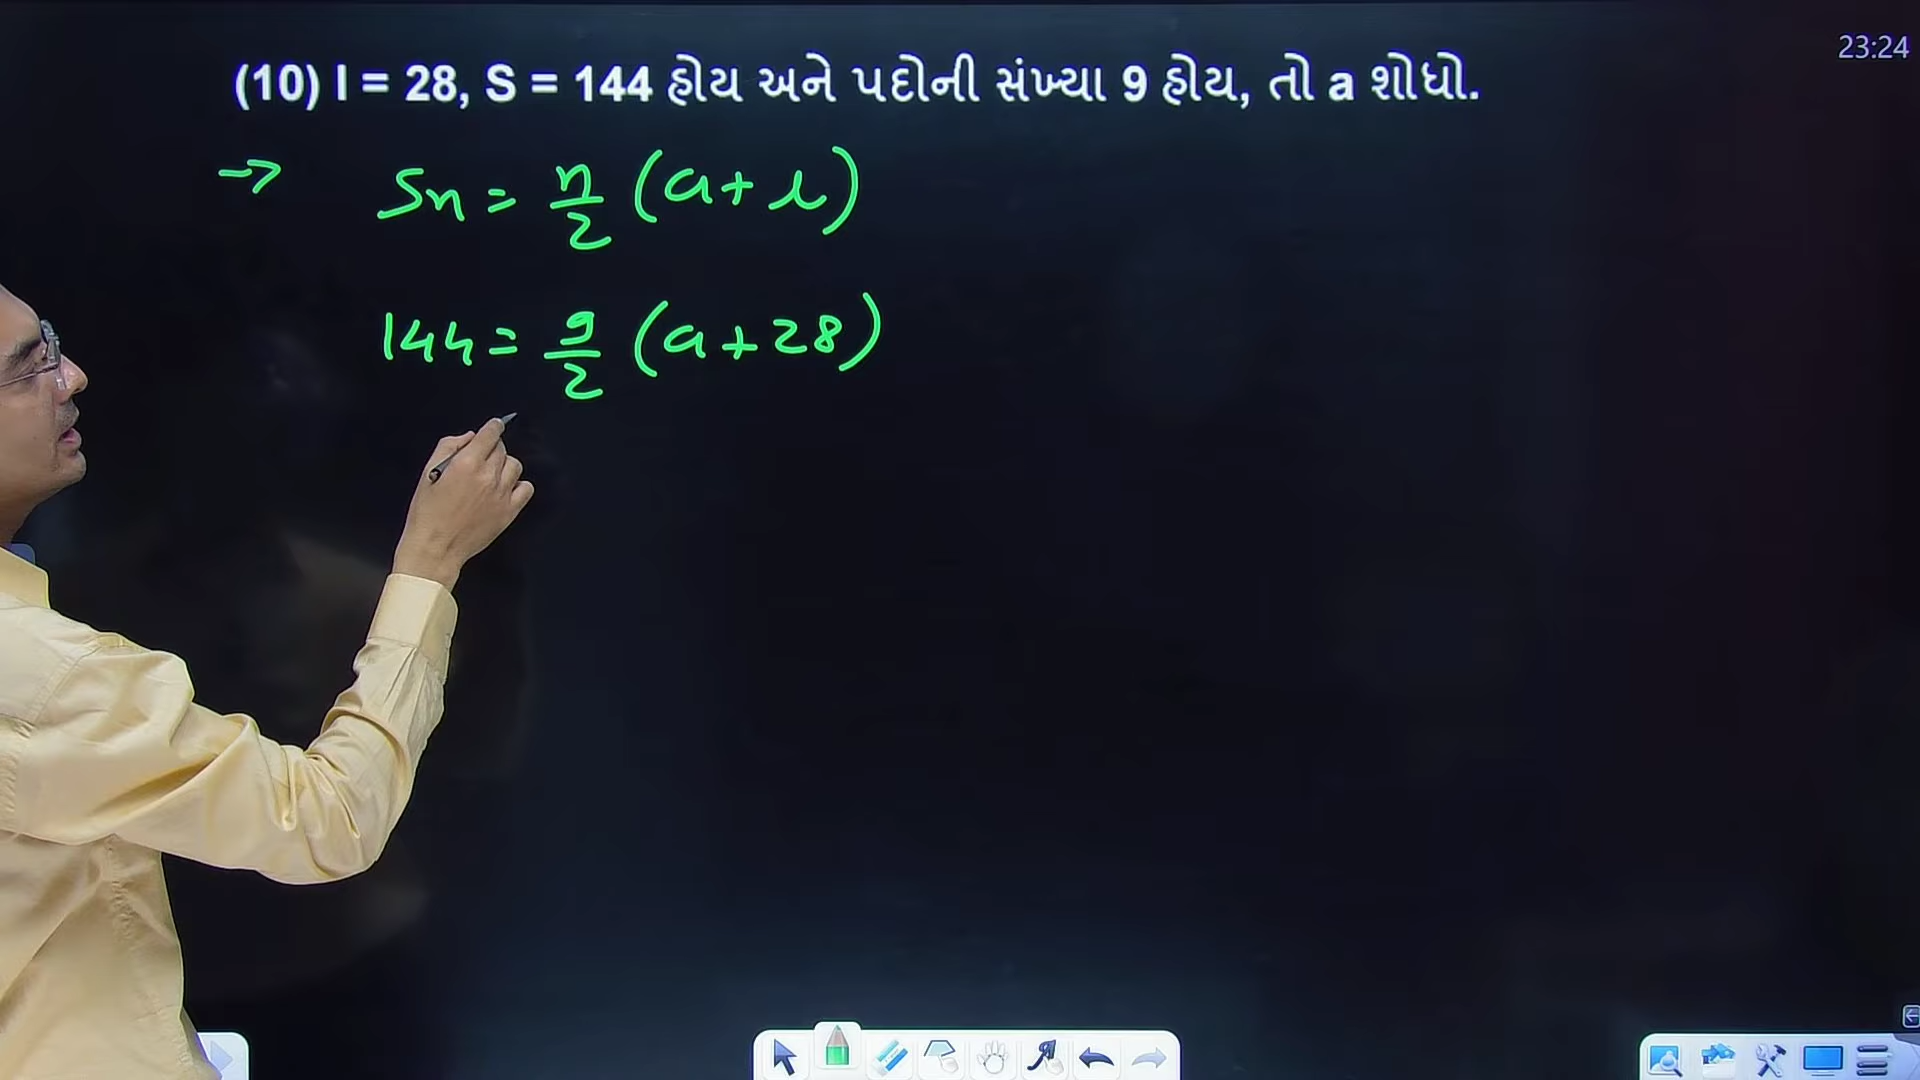 23:24
(10) l = 28, S = 144 હોય અને પદોની સંખ્યા 9 હોય, તો a શોધો.
→ Sn = n/2 (a + l)
144 = 9/2 (a + 28)